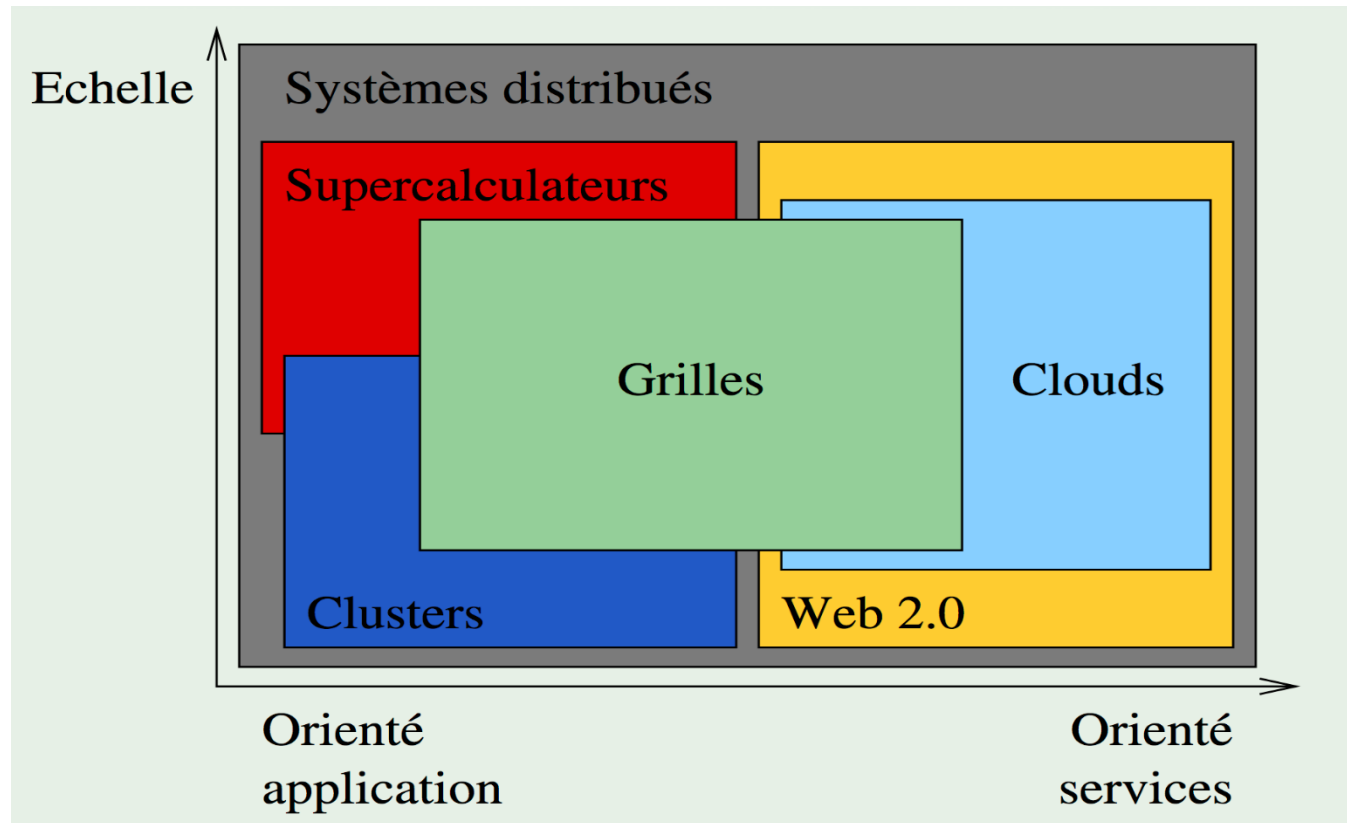 Echelle
Systèmes distribués
Supercalculateurs
Grilles
Clouds
Clusters
Web 2.0
Orienté
application
Orienté
services